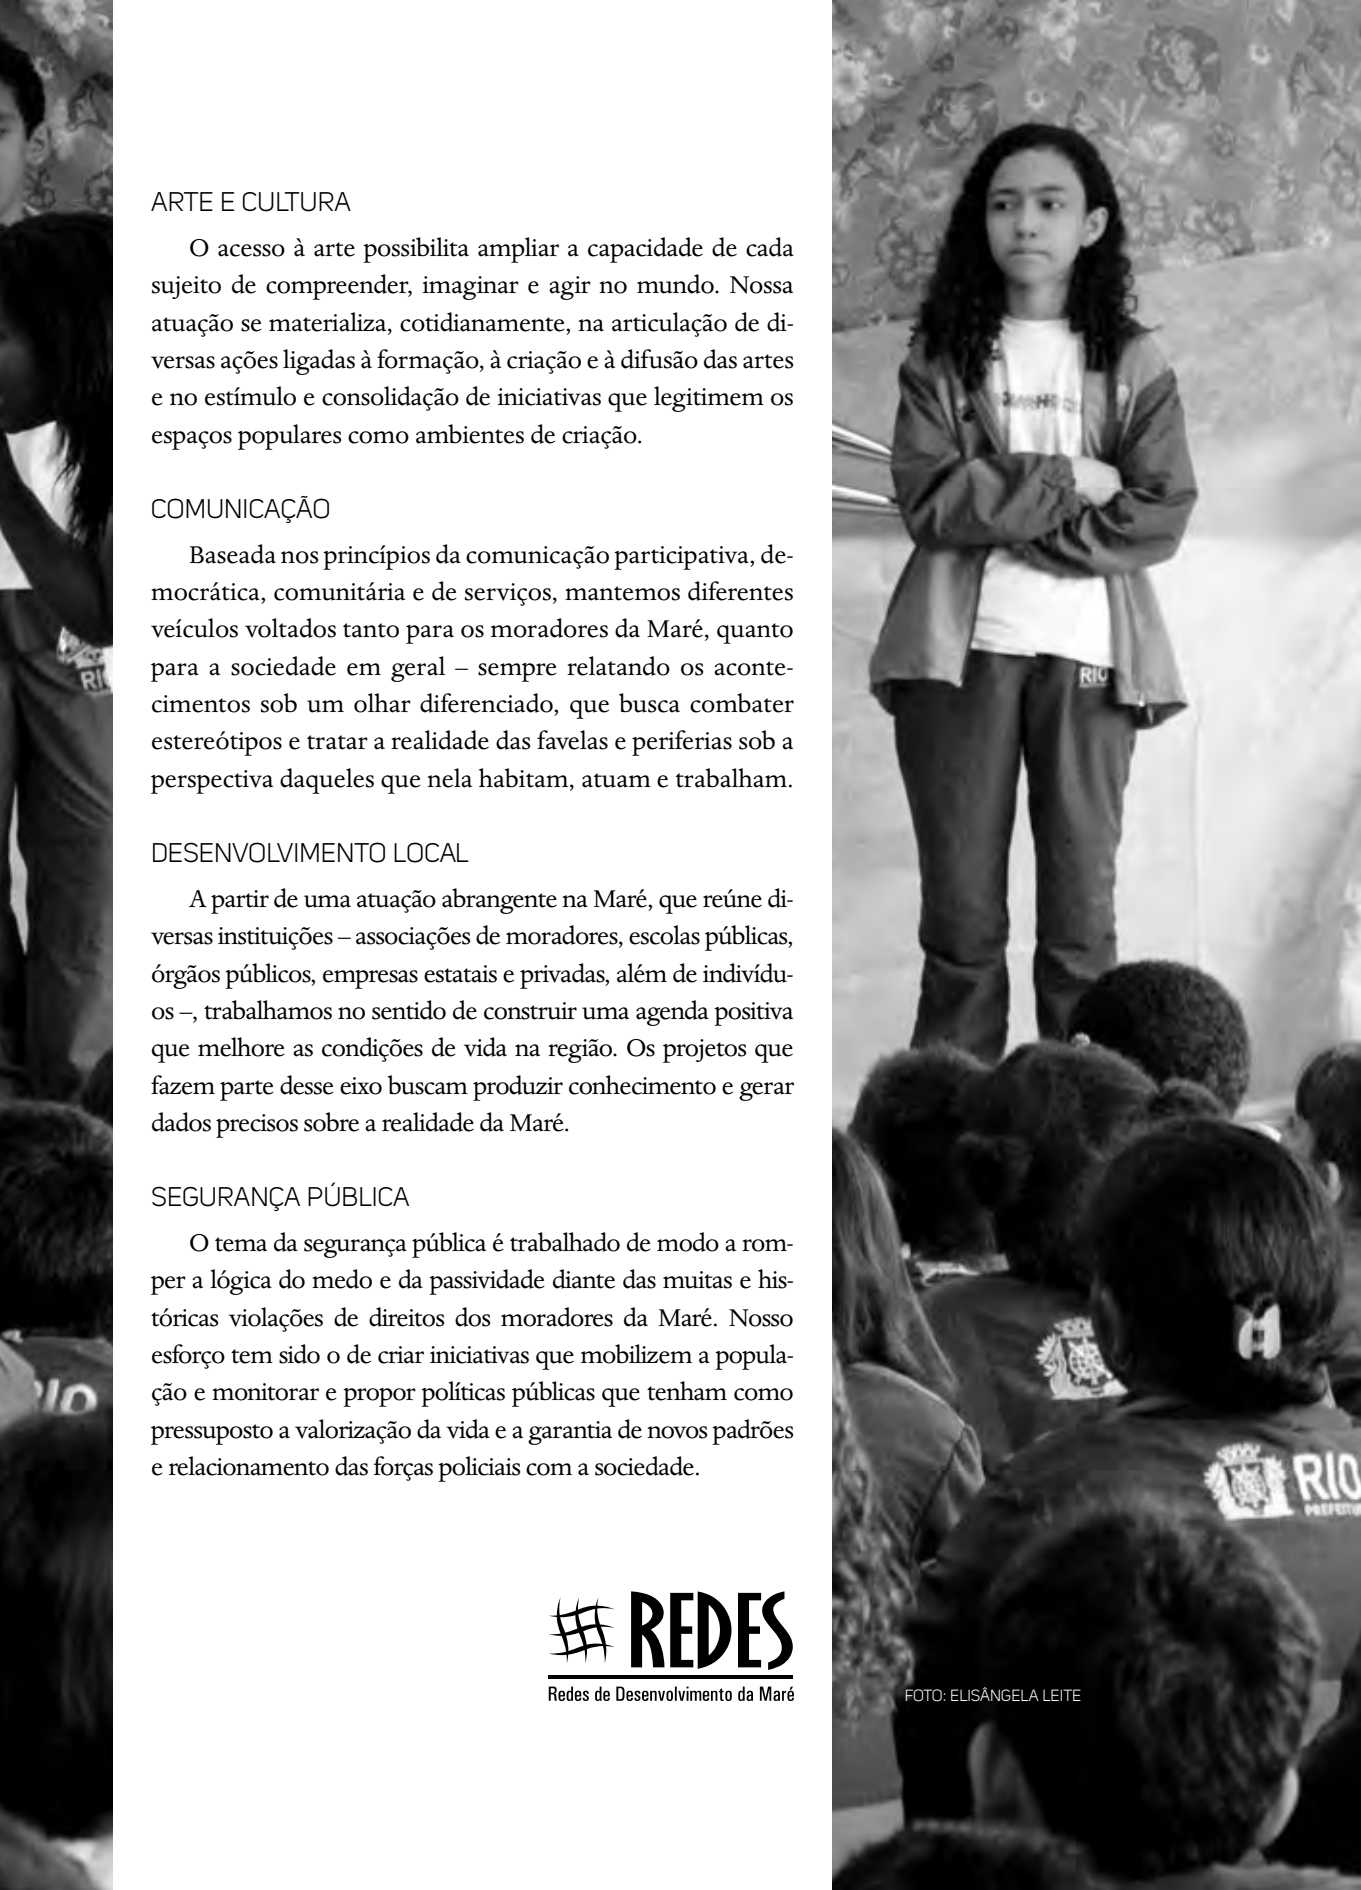 ARTE E CULTURA
O acesso à arte possibilita ampliar a capacidade de cada
sujeito de compreender, imaginar e agir no mundo. Nossa
atuação se materializa, cotidianamente, na articulação de di-
versas ações ligadas à formação, à criação e à difusão das artes
e no estímulo e consolidação de iniciativas que legitimem os
espaços populares como ambientes de criação.
COMUNICAÇÃO
Baseada nos princípios da comunicação participativa, de-
mocrática, comunitária e de serviços, mantemos diferentes
veículos voltados tanto para os moradores da Maré, quanto
para a sociedade em geral – sempre relatando os aconte-
cimentos sob um olhar diferenciado, que busca combater
estereótipos e tratar a realidade das favelas e periferias sob a
perspectiva daqueles que nela habitam, atuam e trabalham.
DESENVOLVIMENTO LOCAL
A partir de uma atuação abrangente na Maré, que reúne di-
versas instituições – associações de moradores, escolas públicas,
órgãos públicos, empresas estatais e privadas, além de indivídu-
os –, trabalhamos no sentido de construir uma agenda positiva
que melhore as condições de vida na região. Os projetos que
fazem parte desse eixo buscam produzir conhecimento e gerar
dados precisos sobre a realidade da Maré.
SEGURANÇA PÚBLICA
O tema da segurança pública é trabalhado de modo a rom-
per a lógica do medo e da passividade diante das muitas e his-
tóricas violações de direitos dos moradores da Maré. Nosso
esforço tem sido o de criar iniciativas que mobilizem a popula-
ção e monitorar e propor políticas públicas que tenham como
pressuposto a valorização da vida e a garantia de novos padrões
e relacionamento das forças policiais com a sociedade.
REDES
Redes de Desenvolvimento da Maré
RIO
RIO
FOTO: ELISÂNGELA LEITE